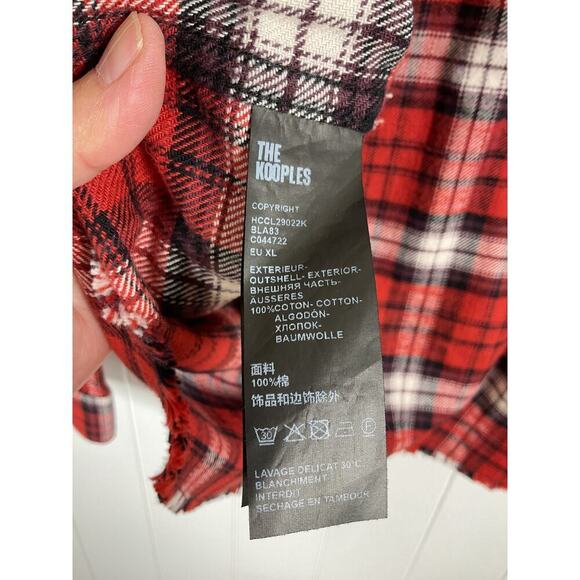 THE
KOOPLES
COPYRIGHT
HCCL29022K
BLA83
C044722
EU XL
EXTERIEUR-
OUTSHELL- EXTERIOR-
ВНЕШНЯЯ ЧАСТЬ-
ÄUSSERES
100%COTON- COTTON-
ALGODÓN-
ХЛОПОК-
BAUMWOLLE
面料
100%棉
饰品和边饰除外
30 F
LAVAGE DELICAT 30°C
BLANCHIMENT
INTERDIT
SECHAGE EN TAMBOUR